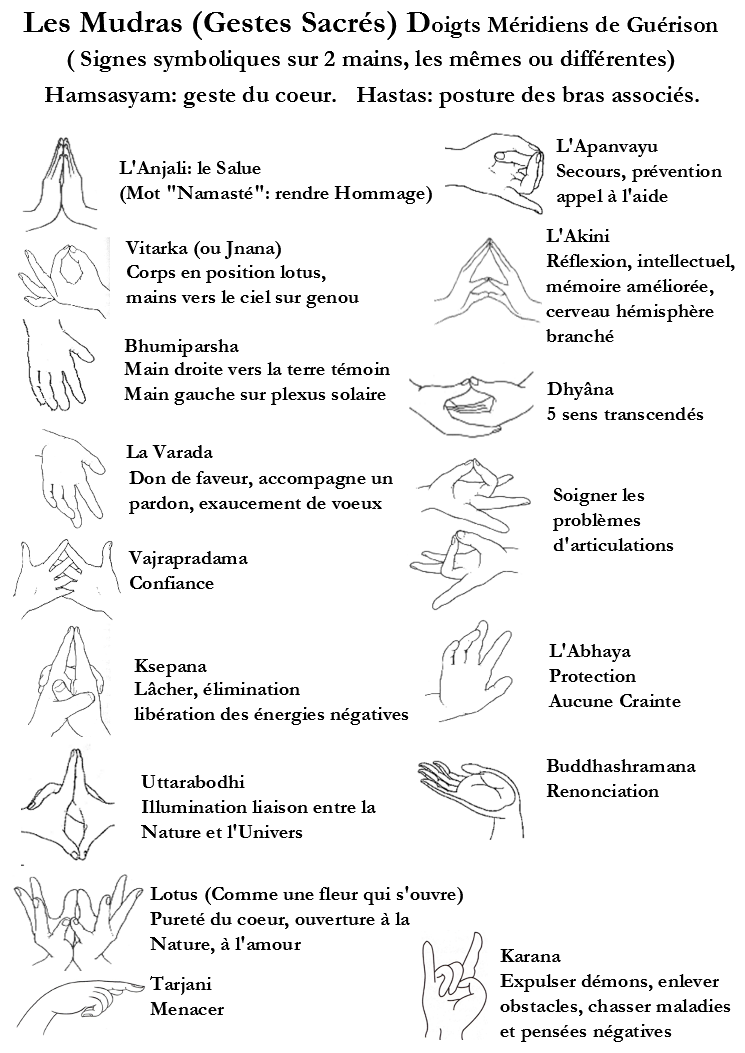 Les Mudras (Gestes Sacrés) Doigts Méridiens de Guérison
( Signes symboliques sur 2 mains, les mêmes ou différentes)
Hamsasyam: geste du coeur. Hastas: posture des bras associés.
L'Anjali: le Salue
(Mot "Namasté": rendre Hommage)
Vitarka (ou Jnana)
Corps en position lotus,
mains vers le ciel sur genou
Bhumiparsha
Main droite vers la terre témoin
Main gauche sur plexus solaire
La Varada
Don de faveur, accompagne un
pardon, exaucement de voeux
Vajrapradama
Confiance
Ksepana
Lâcher, élimination
libération des énergies négatives
Uttarabodhi
Illumination liaison entre la
Nature et l'Univers
Lotus (Comme une fleur qui s'ouvre)
Pureté du coeur, ouverture à la
Nature, à l'amour
Tarjani
Menacer
L'Apanvayu
Secours, prévention
appel à l'aide
L'Akini
Réflexion, intellectuel,
mémoire améliorée,
cerveau hémisphère
branché
Dhyâna
5 sens transcendés
Soigner les
problèmes
d'articulations
L'Abhaya
Protection
Aucune Crainte
Buddhashramana
Renonciation
Karana
Expulser démons, enlever
obstacles, chasser maladies
et pensées négatives